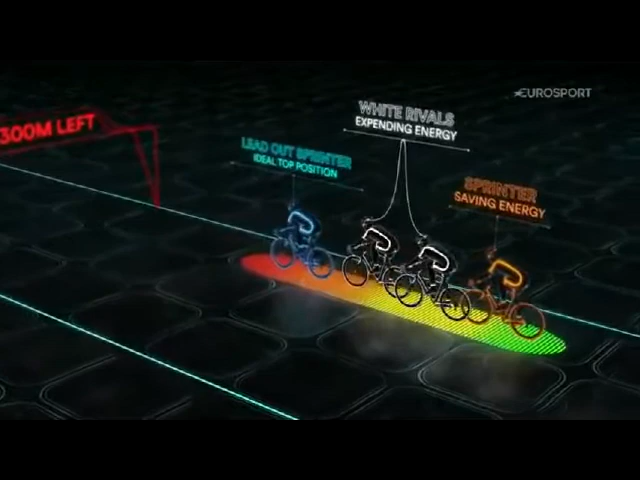 EUROSPORT
WHITE RIVALS
EXPENDING ENERGY
300M LEFT
LEAD OUT SPRINTER
IDEAL TOP POSITION
SPRINTER
SAVING ENERGY